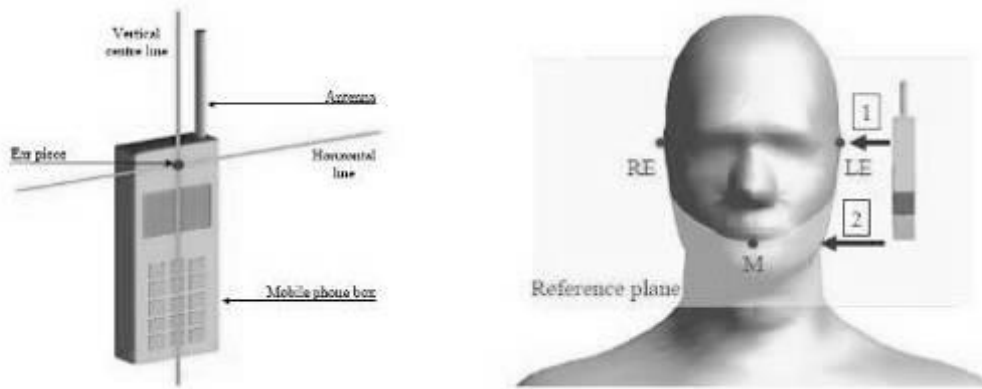 Vertical
centre line
Antenna
Ear piece
Horizontal
line
Mobile phone box
1
RE
LE
2
M
Reference plane